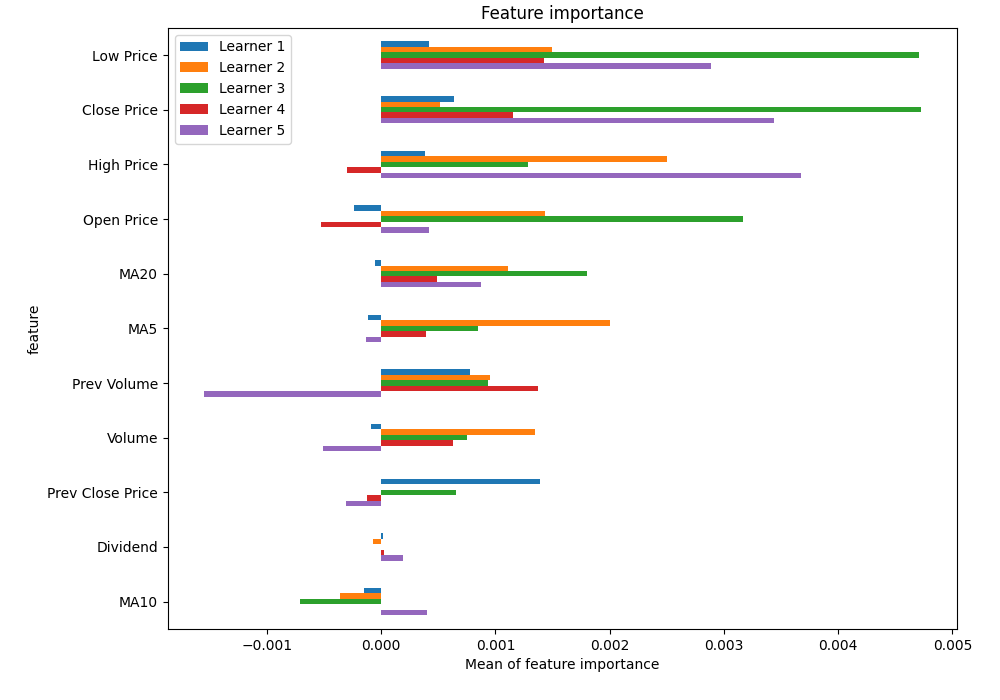 Feature importance
Learner 1
Learner 2
Learner 3
Learner 4
Learner 5
Low Price
Close Price
High Price
Open Price
MA20
MA5
Prev Volume
Volume
Prev Close Price
Dividend
MA10
feature
−0.001 0.000 0.001 0.002 0.003 0.004 0.005
Mean of feature importance